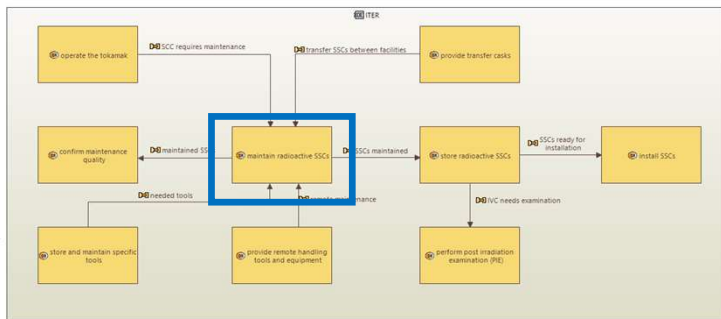 ITER
SCC requires maintenance
transfer SSCs between facilities
operate the tokamak
provide transfer casks
SSCs ready for
installation
confirm maintenance
quality
maintained SS
maintain radioactive SSCs
SSCs maintained
store radioactive SSCs
install SSCs
needed tools
maintenance
IVC needs examination
store and maintain specific
tools
provide remote handling
tools and equipment
perform post irradiation
examination (PIE)